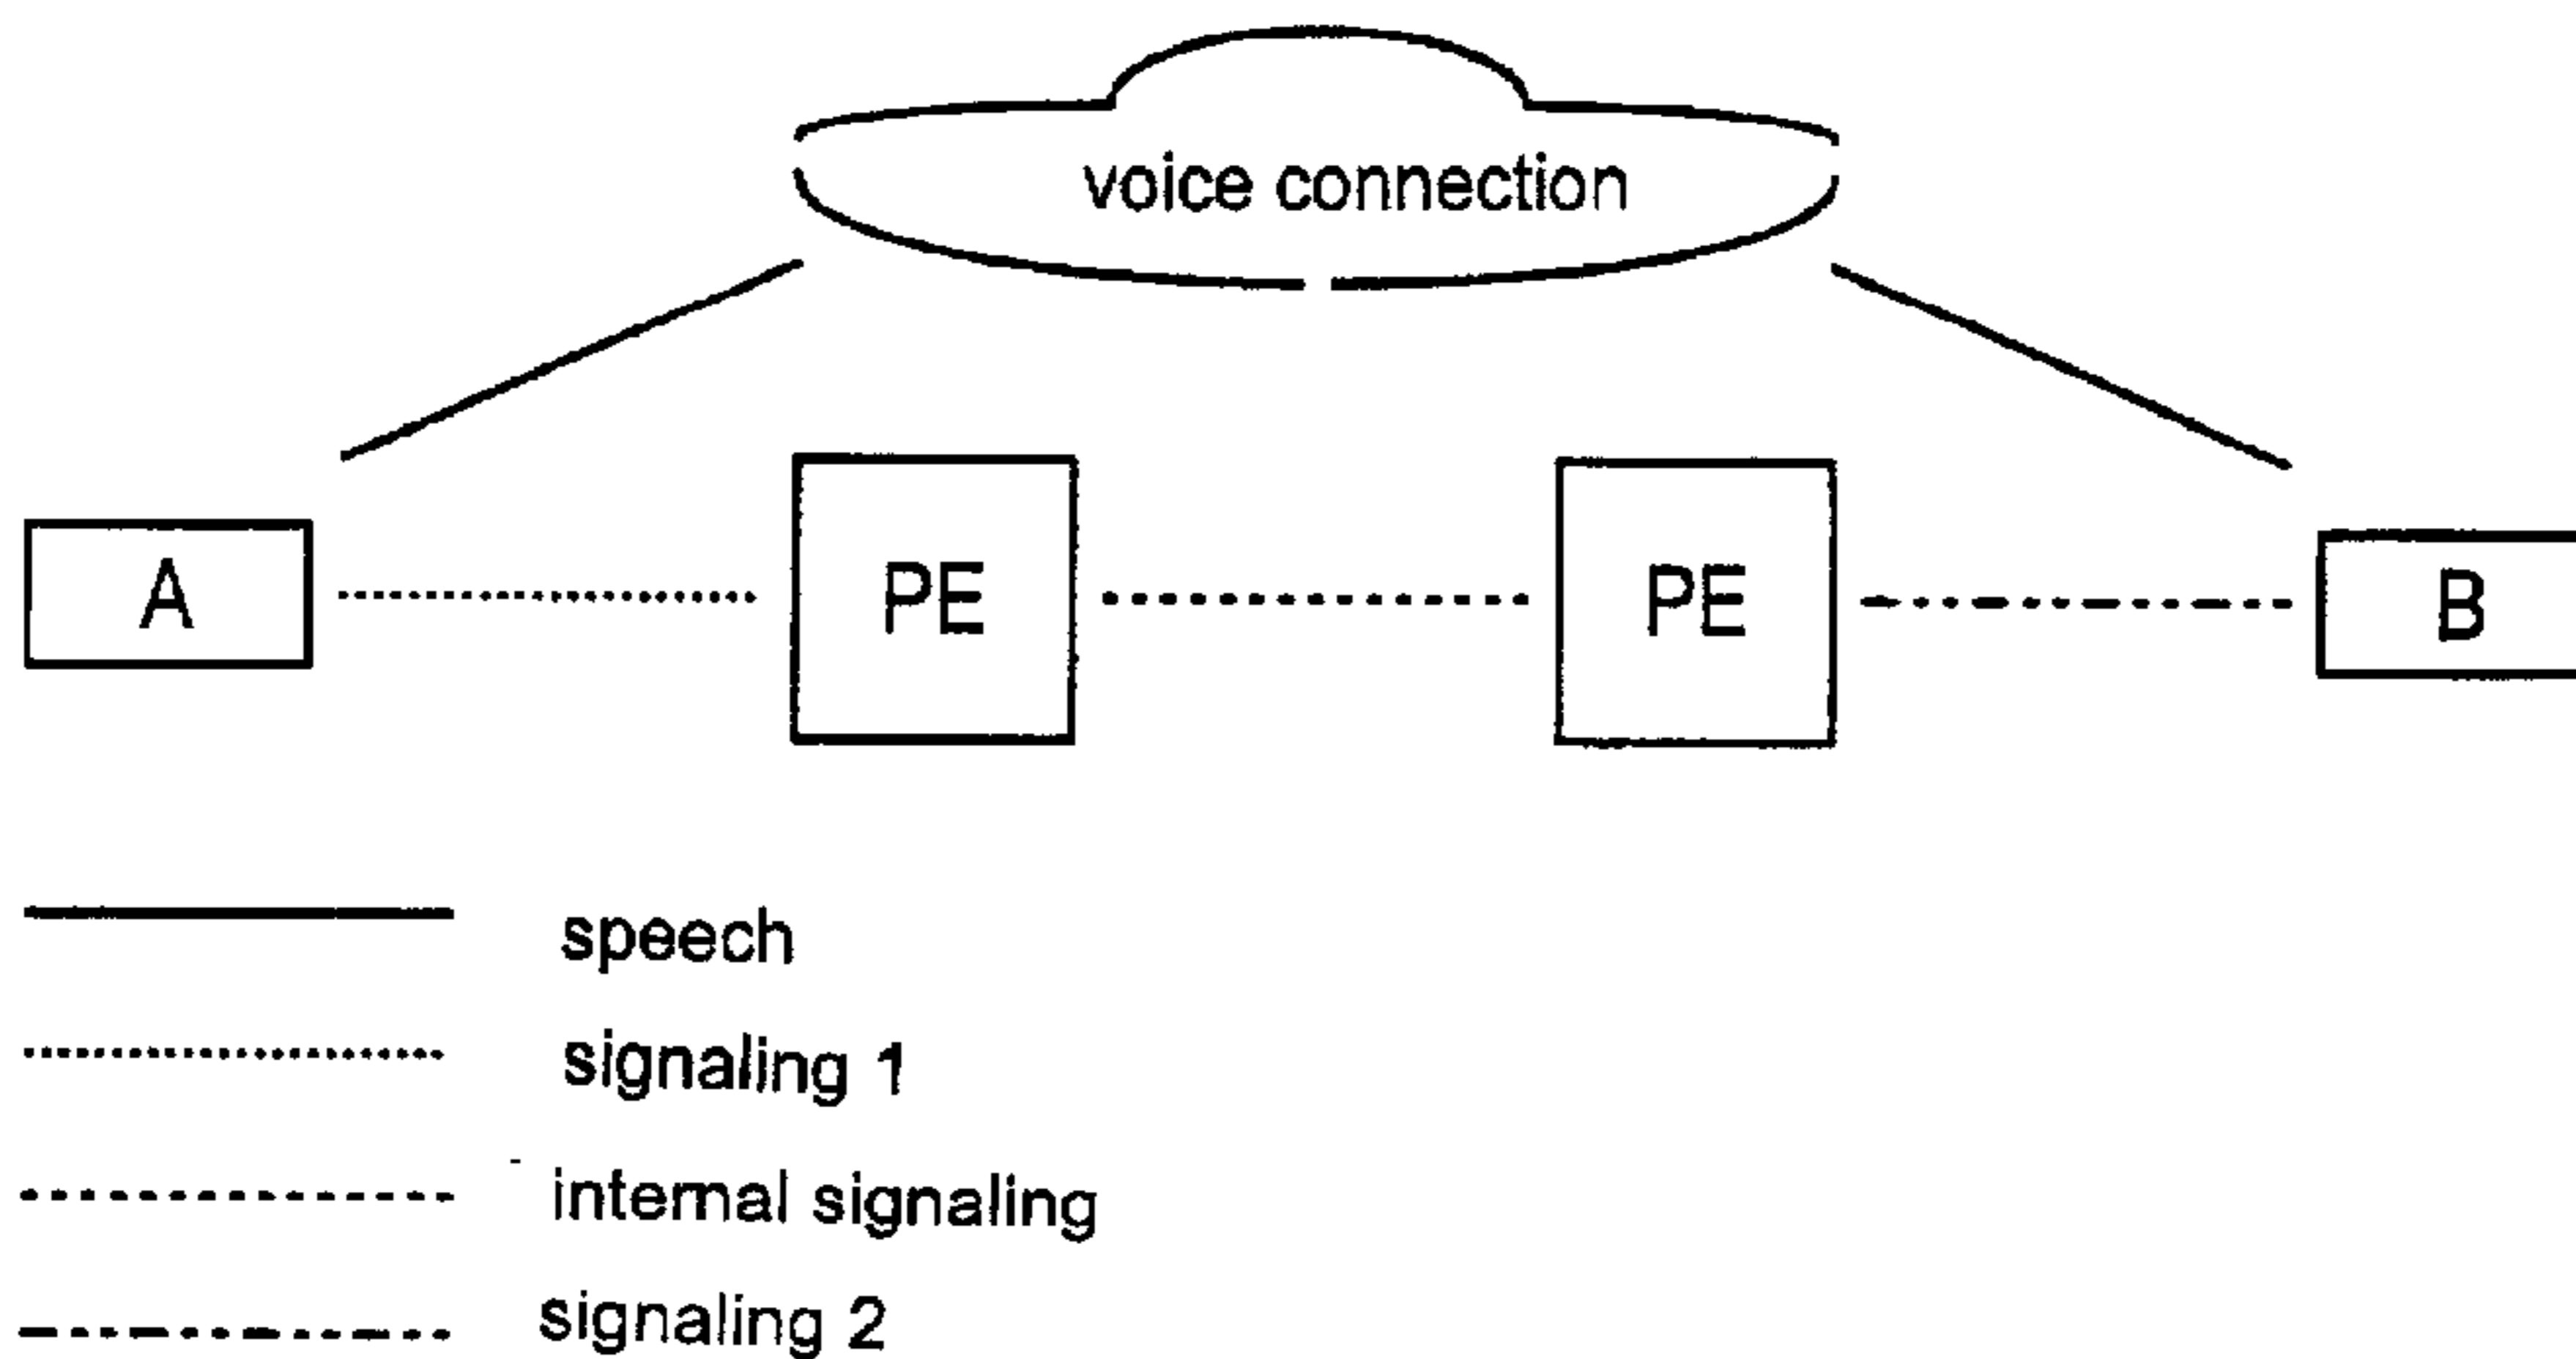 voice connection
A PE PE B
speech
signaling 1
internal signaling
signaling 2